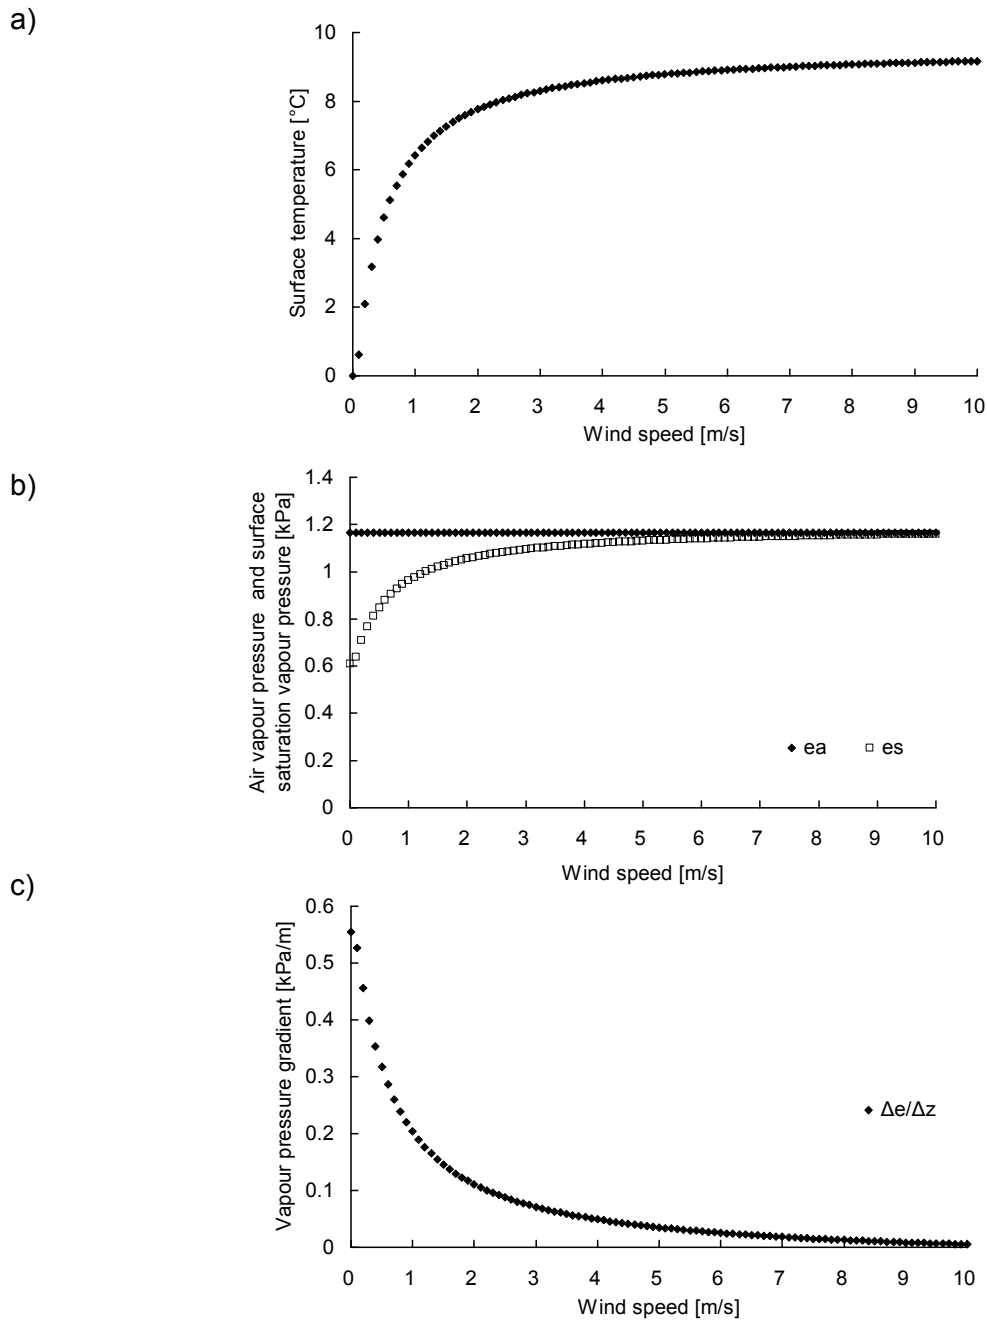 a)
Surface temperature [°C]
10
8
6
4
2
0
0 1 2 3 4 5 6 7 8 9 10
Wind speed [m/s]
b)
Air vapour pressure and surface
saturation vapour pressure [kPa]
1.4
1.2
1
0.8
0.6
0.4
0.2
0
ea es
0 1 2 3 4 5 6 7 8 9 10
Wind speed [m/s]
c)
Vapour pressure gradient [kPa/m]
0.6
0.5
0.4
0.3
0.2
0.1
0
Δe/Δz
0 1 2 3 4 5 6 7 8 9 10
Wind speed [m/s]